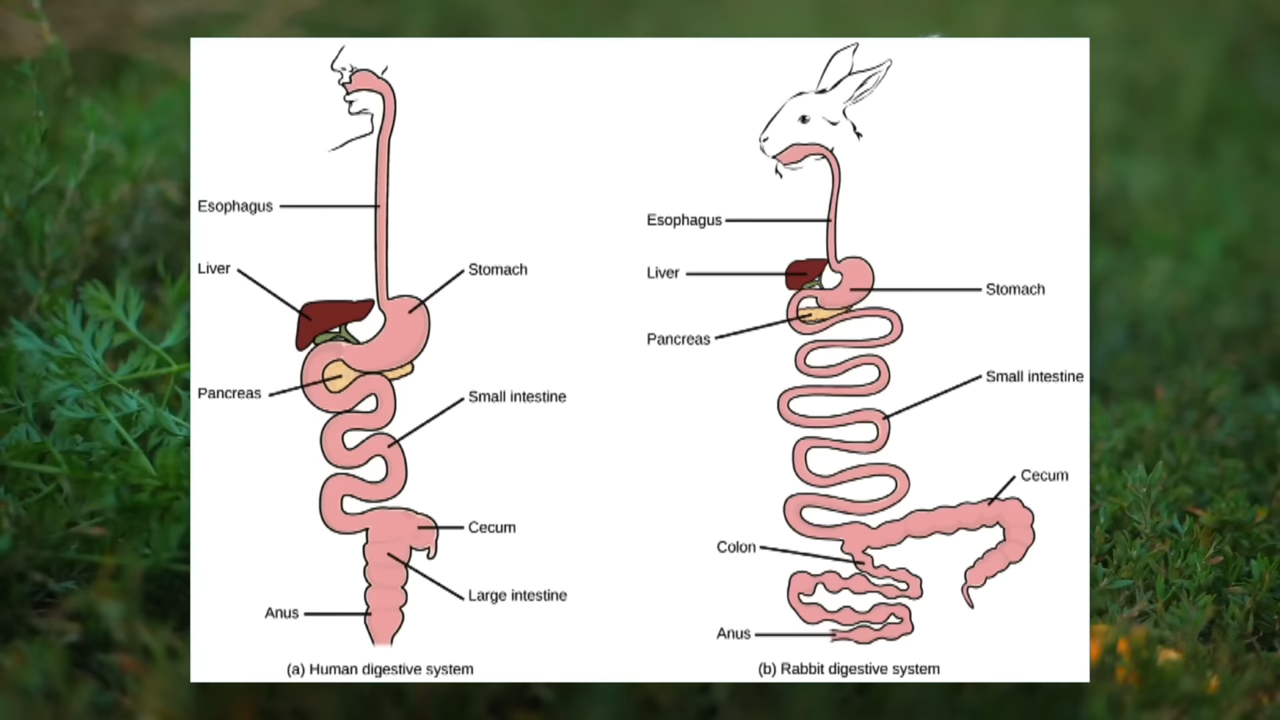 Esophagus
Liver
Stomach
Pancreas
Small intestine
Cecum
Large intestine
Anus
(a) Human digestive system
Esophagus
Liver
Stomach
Pancreas
Small intestine
Cecum
Colon
Anus
(b) Rabbit digestive system